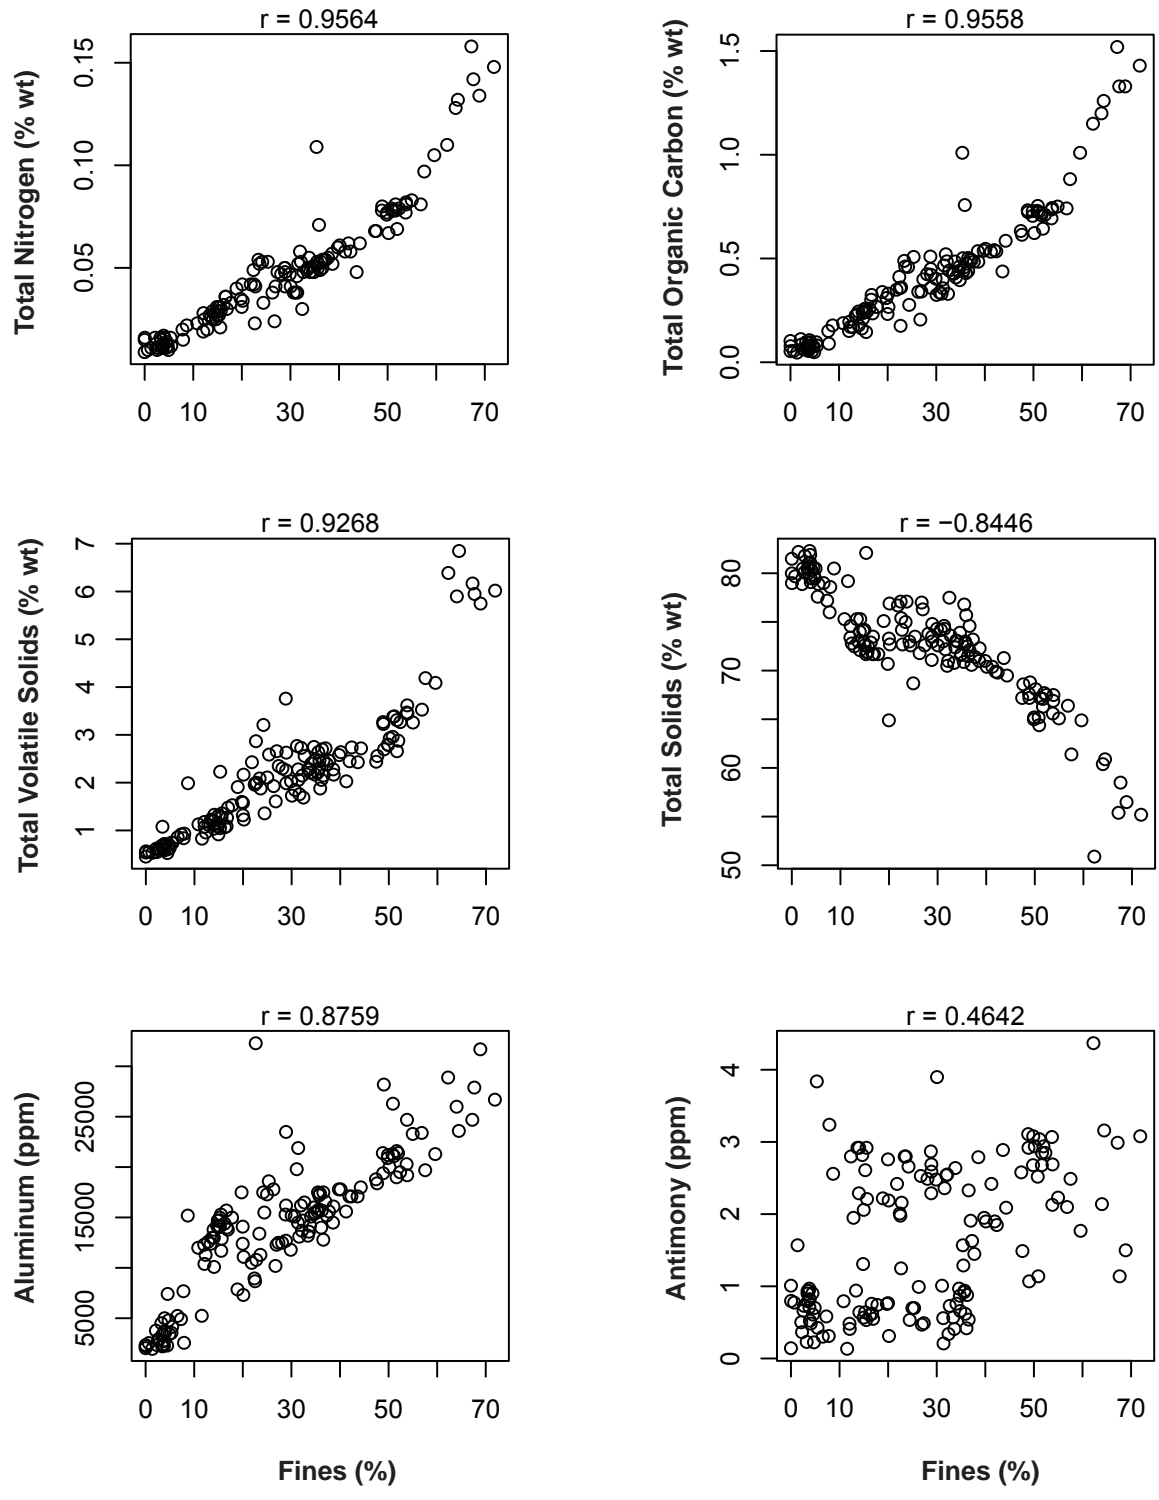 r = 0.9564
Total Nitrogen (% wt)
0.05 0.10 0.15
0 10 30 50 70
r = 0.9558
Total Organic Carbon (% wt)
0.0 0.5 1.0 1.5
0 10 30 50 70
r = 0.9268
Total Volatile Solids (% wt)
1 2 3 4 5 6 7
0 10 30 50 70
r = −0.8446
Total Solids (% wt)
50 60 70 80
0 10 30 50 70
r = 0.8759
Aluminum (ppm)
5000 15000 25000
0 10 30 50 70
Fines (%)
r = 0.4642
Antimony (ppm)
0 1 2 3 4
0 10 30 50 70
Fines (%)